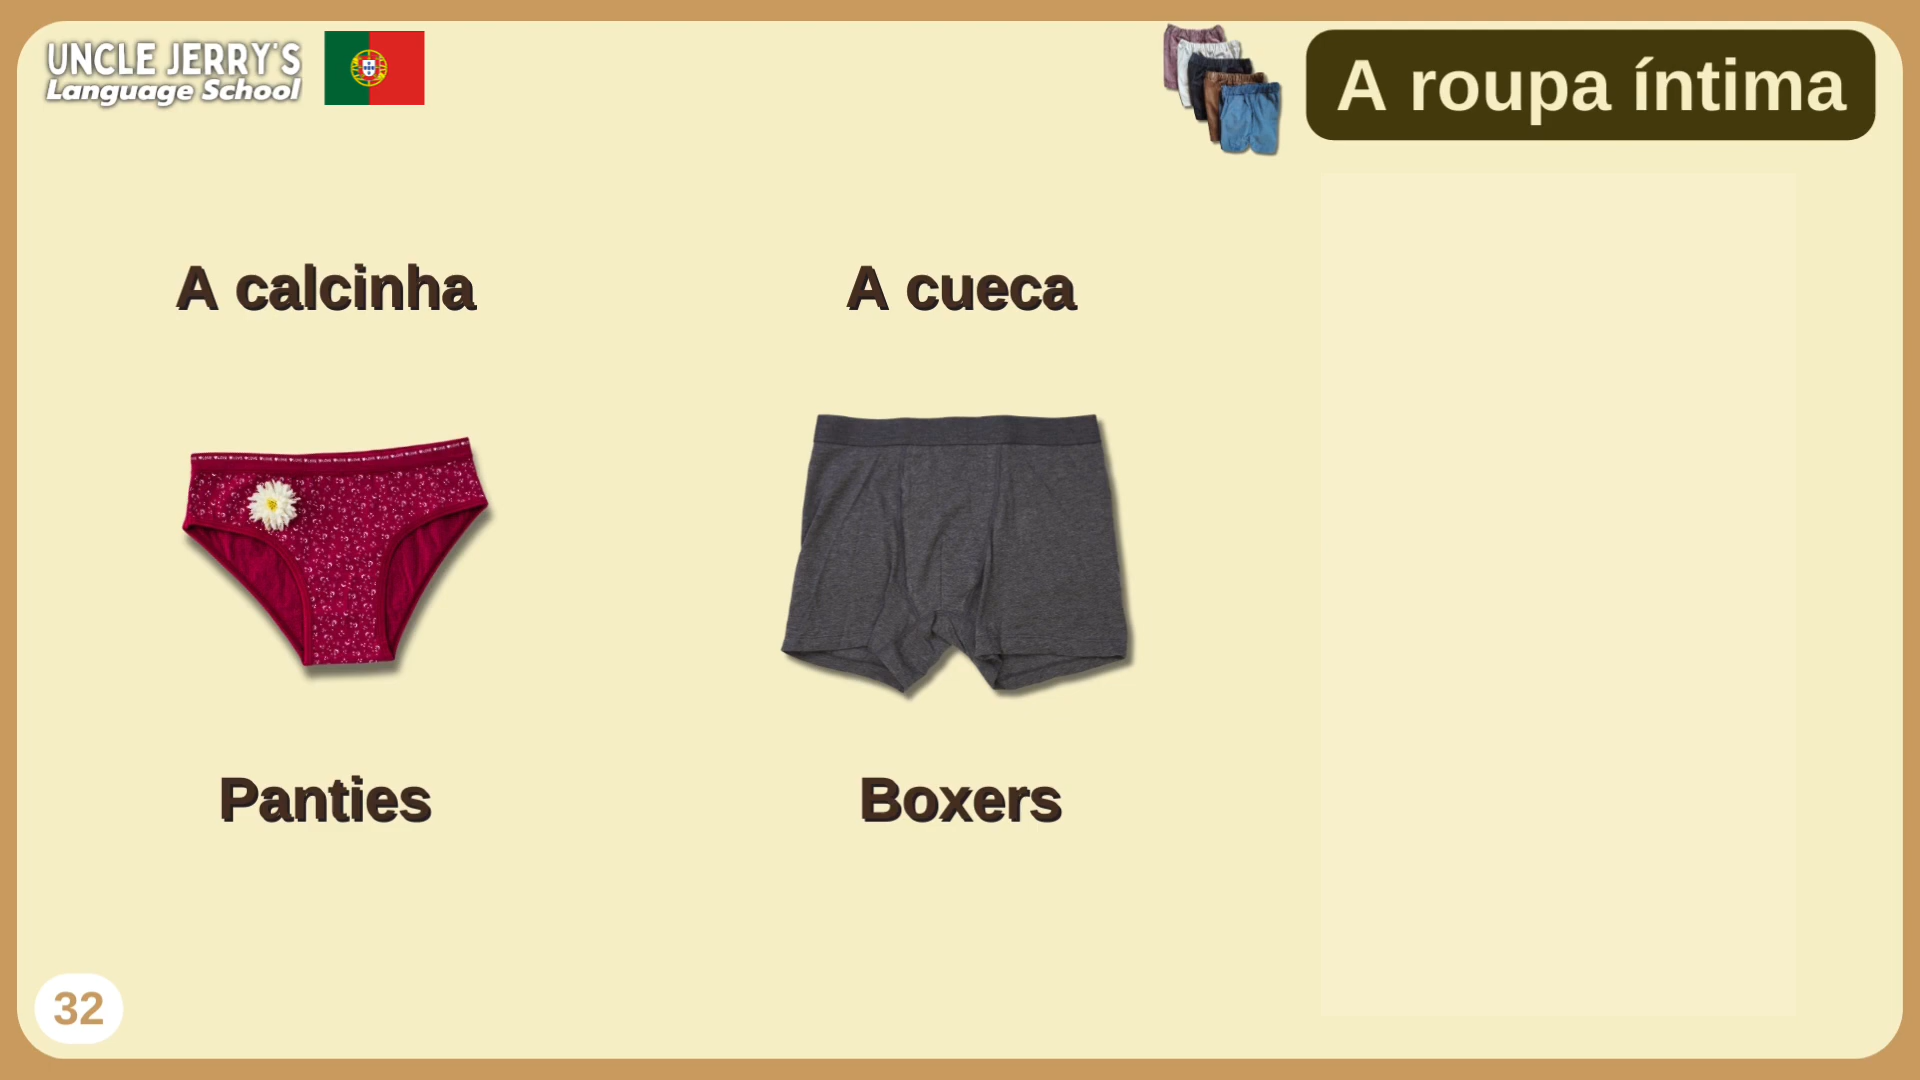 UNCLE JERRY'S
Language School
A roupa íntima
A calcinha
A cueca
Panties
Boxers
32